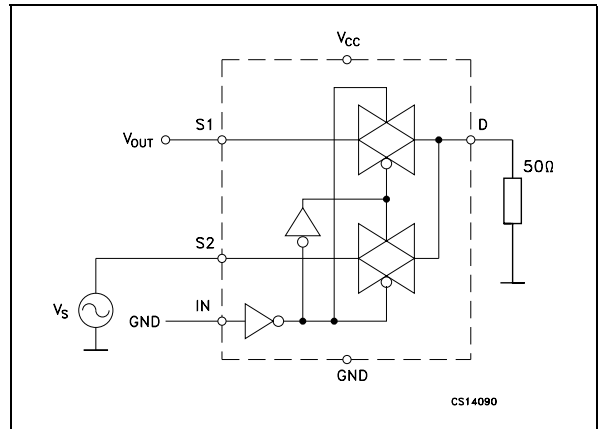 VCC
S1
D
VOUT
50Ω
S2
IN
VS
GND
GND
CS14090